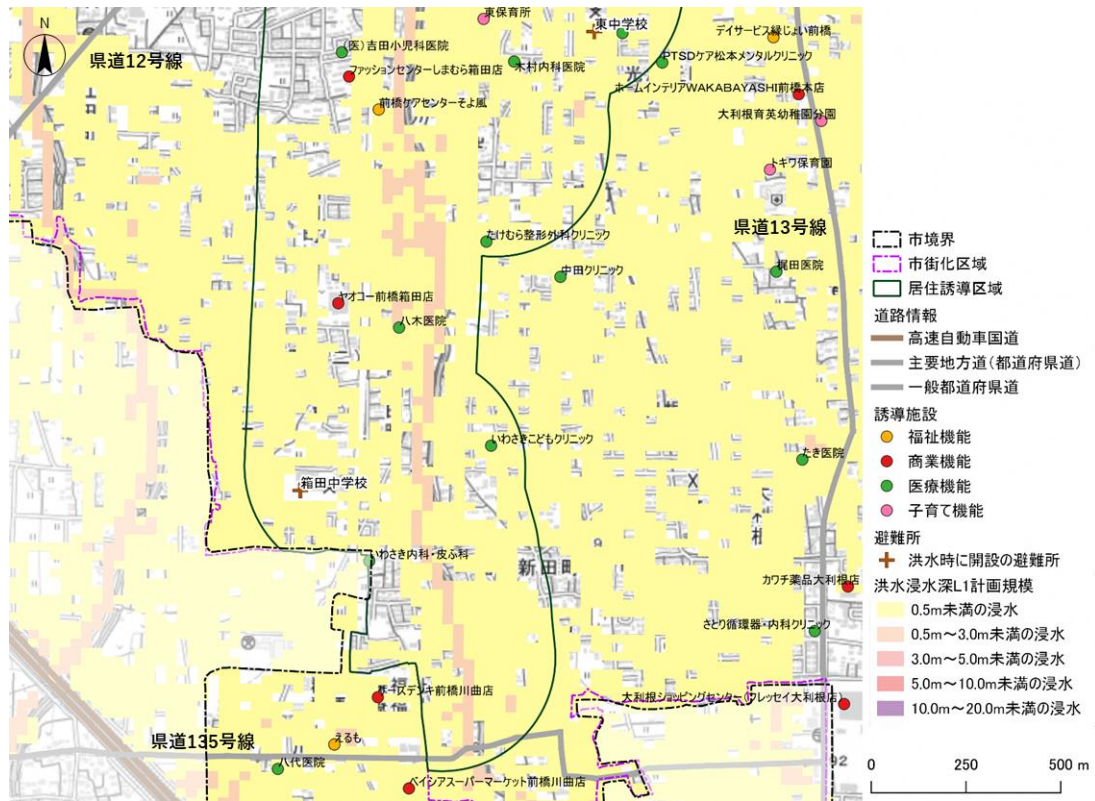 N
県道12号線
(医)吉田小児科医院
ファッションセンターしまむら箱田店
前橋ケアセンターそよ風
東保育所
東中学校
木村内科医院
光
PTSDケア松本メンタルクリニック
デイサービス緑じょい前橋
ホームインテリアWAKABAYASHI前橋本店
大利根育英幼稚園分園
トキワ保育園
県道13号線
たけむら整形外科クリニック
中田クリニック
梶田医院
ヤオコー前橋箱田店
八木医院
いわさきこどもクリニック
たき医院
箱田中学校
いわさき内科・皮ふ科
新田町
カワチ薬品大利根店
さとり循環器・内科クリニック
大利根ショッピングセンター(フレッセイ大利根店)
ケーズデンキ前橋川曲店
県道135号線
えるも
八代医院
ベイシアスーパーマーケット前橋川曲店
92
市境界
市街化区域
居住誘導区域
道路情報
高速自動車国道
主要地方道(都道府県道)
一般都道府県道
誘導施設
福祉機能
商業機能
医療機能
子育て機能
避難所
洪水時に開設の避難所
洪水浸水深L1計画規模
0.5m未満の浸水
0.5m～3.0m未満の浸水
3.0m～5.0m未満の浸水
5.0m～10.0m未満の浸水
10.0m～20.0m未満の浸水
0 250 500 m